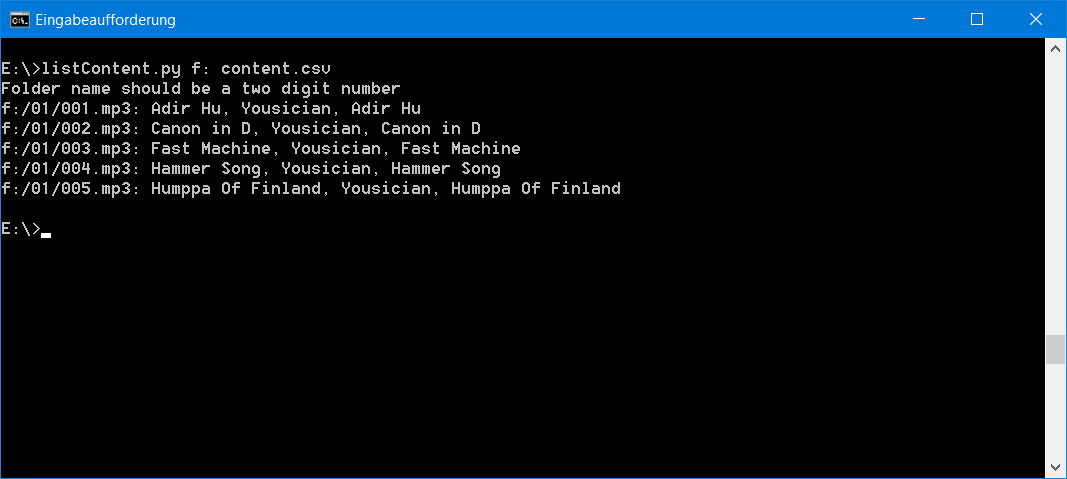 Eingabeaufforderung
E:\>listContent.py f: content.csv
Folder name should be a two digit number
f:/01/001.mp3: Adir Hu, Yousician, Adir Hu
f:/01/002.mp3: Canon in D, Yousician, Canon in D
f:/01/003.mp3: Fast Machine, Yousician, Fast Machine
f:/01/004.mp3: Hammer Song, Yousician, Hammer Song
f:/01/005.mp3: Humppa Of Finland, Yousician, Humppa Of Finland
E:\>